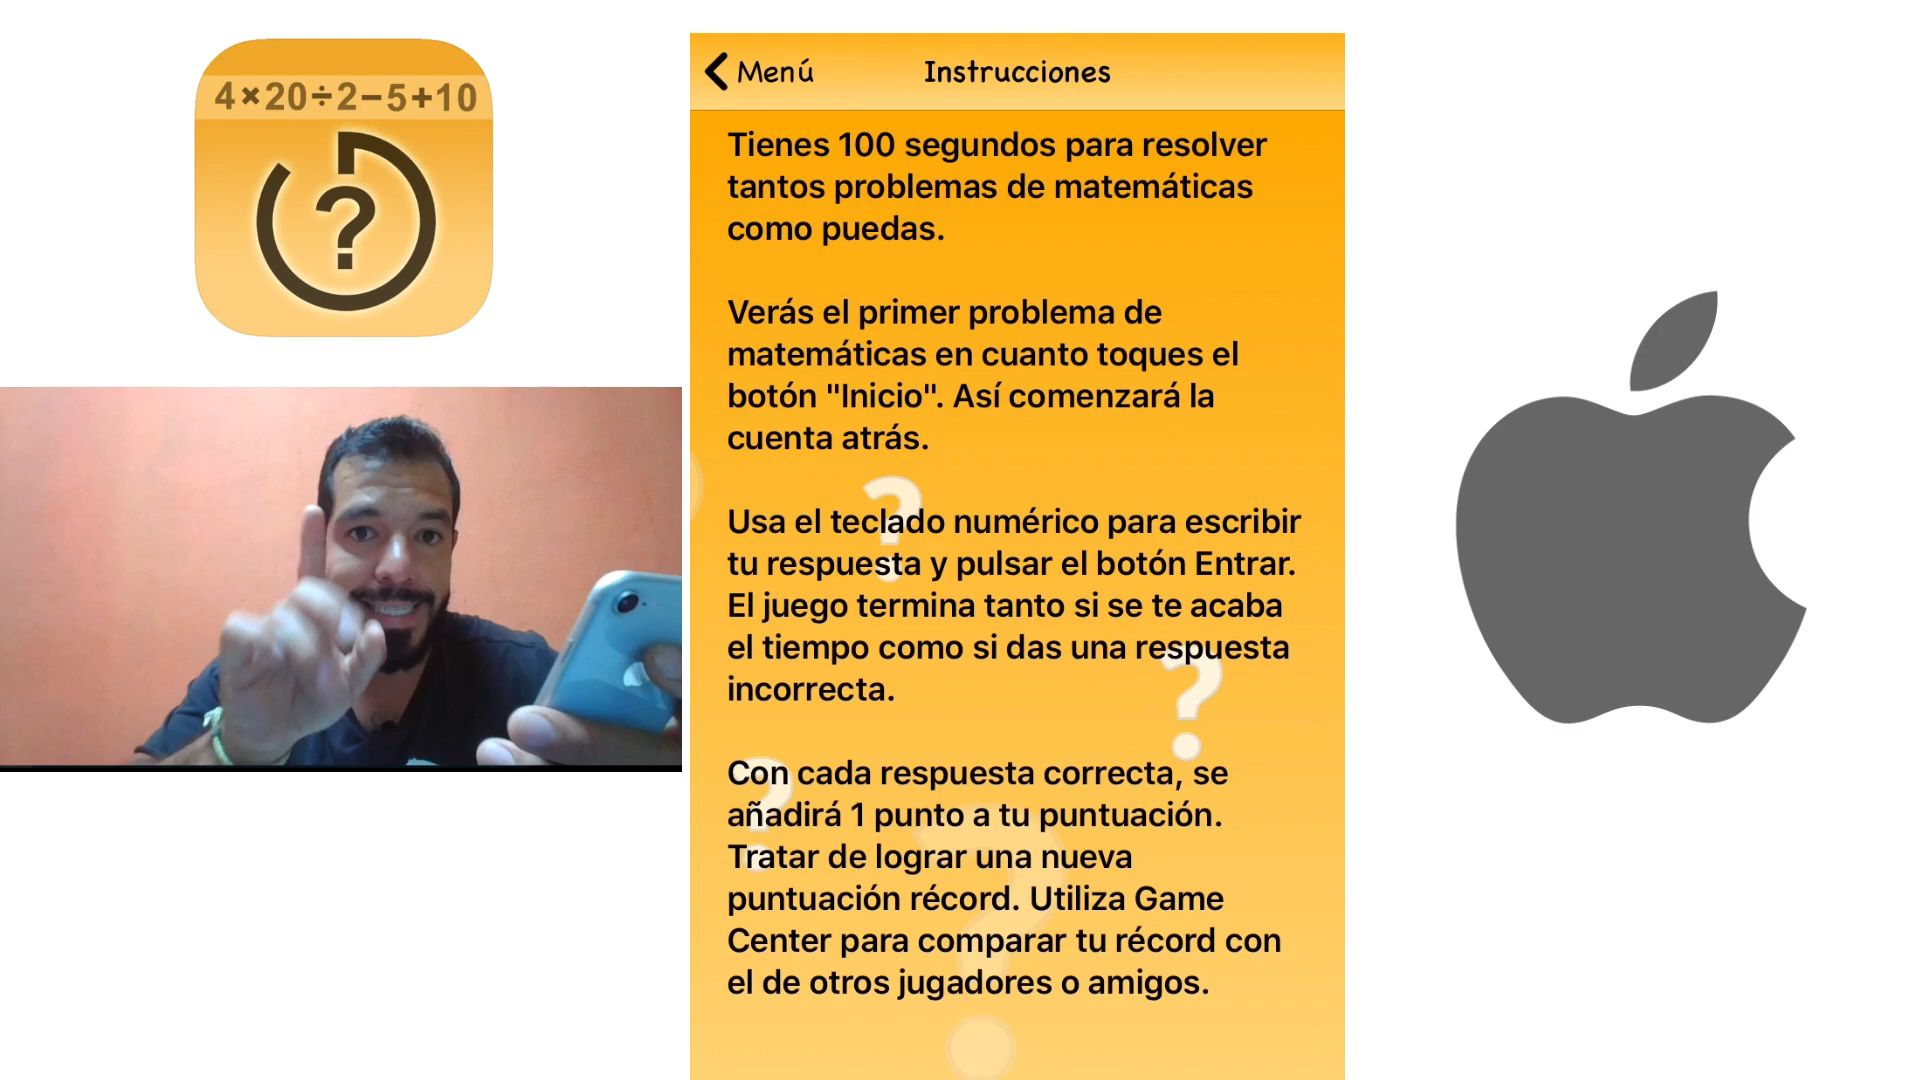 4×20÷2−5+10
?
Menú
Instrucciones
Tienes 100 segundos para resolver
tantos problemas de matemáticas
como puedas.
Verás el primer problema de
matemáticas en cuanto toques el
botón "Inicio". Así comenzará la
cuenta atrás.
Usa el teclado numérico para escribir
tu respuesta y pulsar el botón Entrar.
El juego termina tanto si se te acaba
el tiempo como si das una respuesta
incorrecta.
Con cada respuesta correcta, se
añadirá 1 punto a tu puntuación.
Tratar de lograr una nueva
puntuación récord. Utiliza Game
Center para comparar tu récord con
el de otros jugadores o amigos.